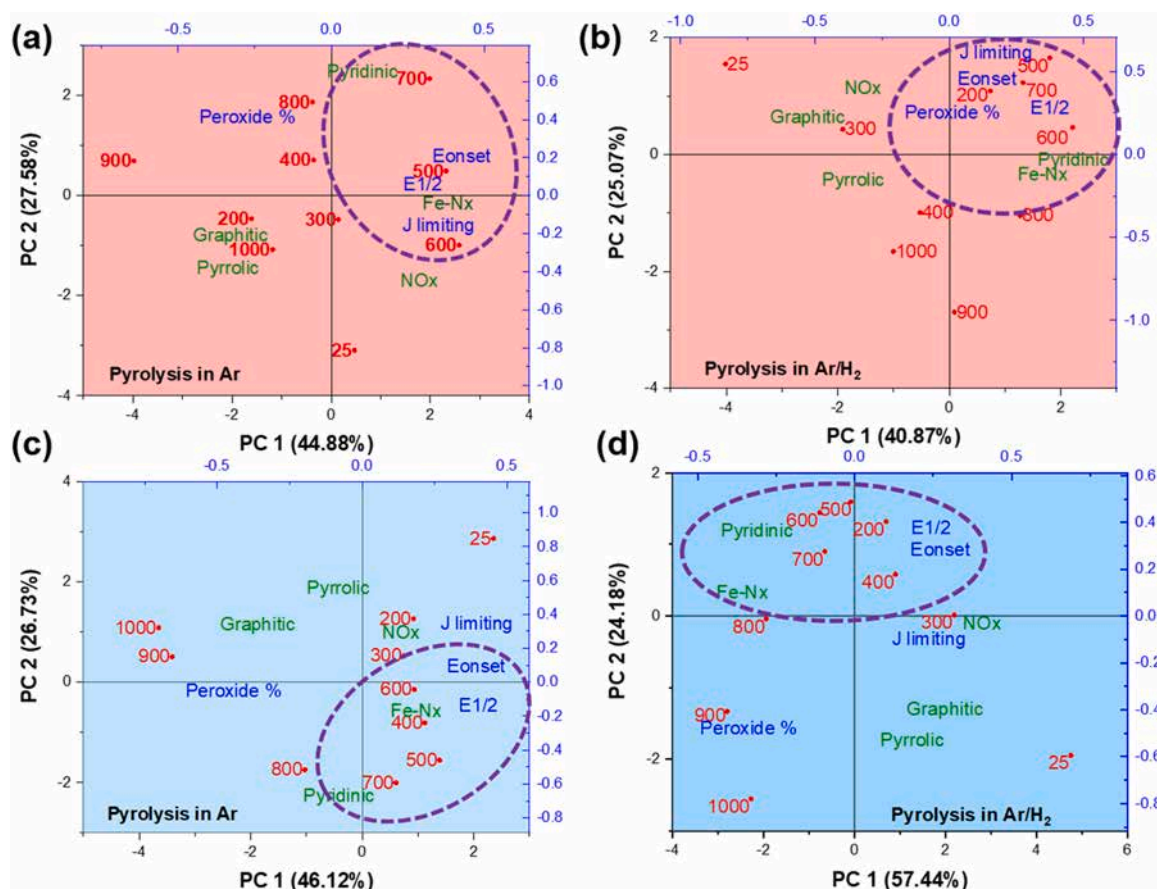 (a)
-0.5 0.0 0.5
Pyridinic
700
800
Peroxide %
900
400
Eonset
500
E1/2
Fe-Nx
200
300
J limiting
Graphitic
1000
600
Pyrrolic
NOx
25
Pyrolysis in Ar
2
0
-2
-4
PC 2 (27.58%)
0.6
0.4
0.2
0.0
-0.2
-0.4
-0.6
-0.8
-1.0
-4 -2 0 2 4
PC 1 (44.88%)
(b)
-1.0 -0.5 0.0 0.5
J limiting
25
500
Eonset
NOx
200
700
Peroxide %
E1/2
Graphitic
300
600
Pyridinic
Pyrrolic
Fe-Nx
400
800
1000
900
Pyrolysis in Ar/H2
2
0
-2
-4
PC 2 (25.07%)
0.5
0.0
-0.5
-1.0
-4 -2 0 2
PC 1 (40.87%)
(c)
-0.5 0.0 0.5
25
Pyrrolic
200
1000
Graphitic
NOx
J limiting
900
300
Eonset
Peroxide %
600
E1/2
Fe-Nx
400
500
800
700
Pyridinic
Pyrolysis in Ar
4
2
0
-2
PC 2 (26.73%)
1.0
0.8
0.6
0.4
0.2
0.0
-0.2
-0.4
-0.6
-0.8
-4 -2 0 2
PC 1 (46.12%)
(d)
-0.5 0.0 0.5
500
600
200
E1/2
Pyridinic
Eonset
700
400
Fe-Nx
800
300
NOx
J limiting
900
Graphitic
Peroxide %
Pyrrolic
25
1000
Pyrolysis in Ar/H2
2
0
-2
PC 2 (24.18%)
0.6
0.4
0.2
0.0
-0.2
-0.4
-0.6
-0.8
-4 -2 0 2 4 6
PC 1 (57.44%)